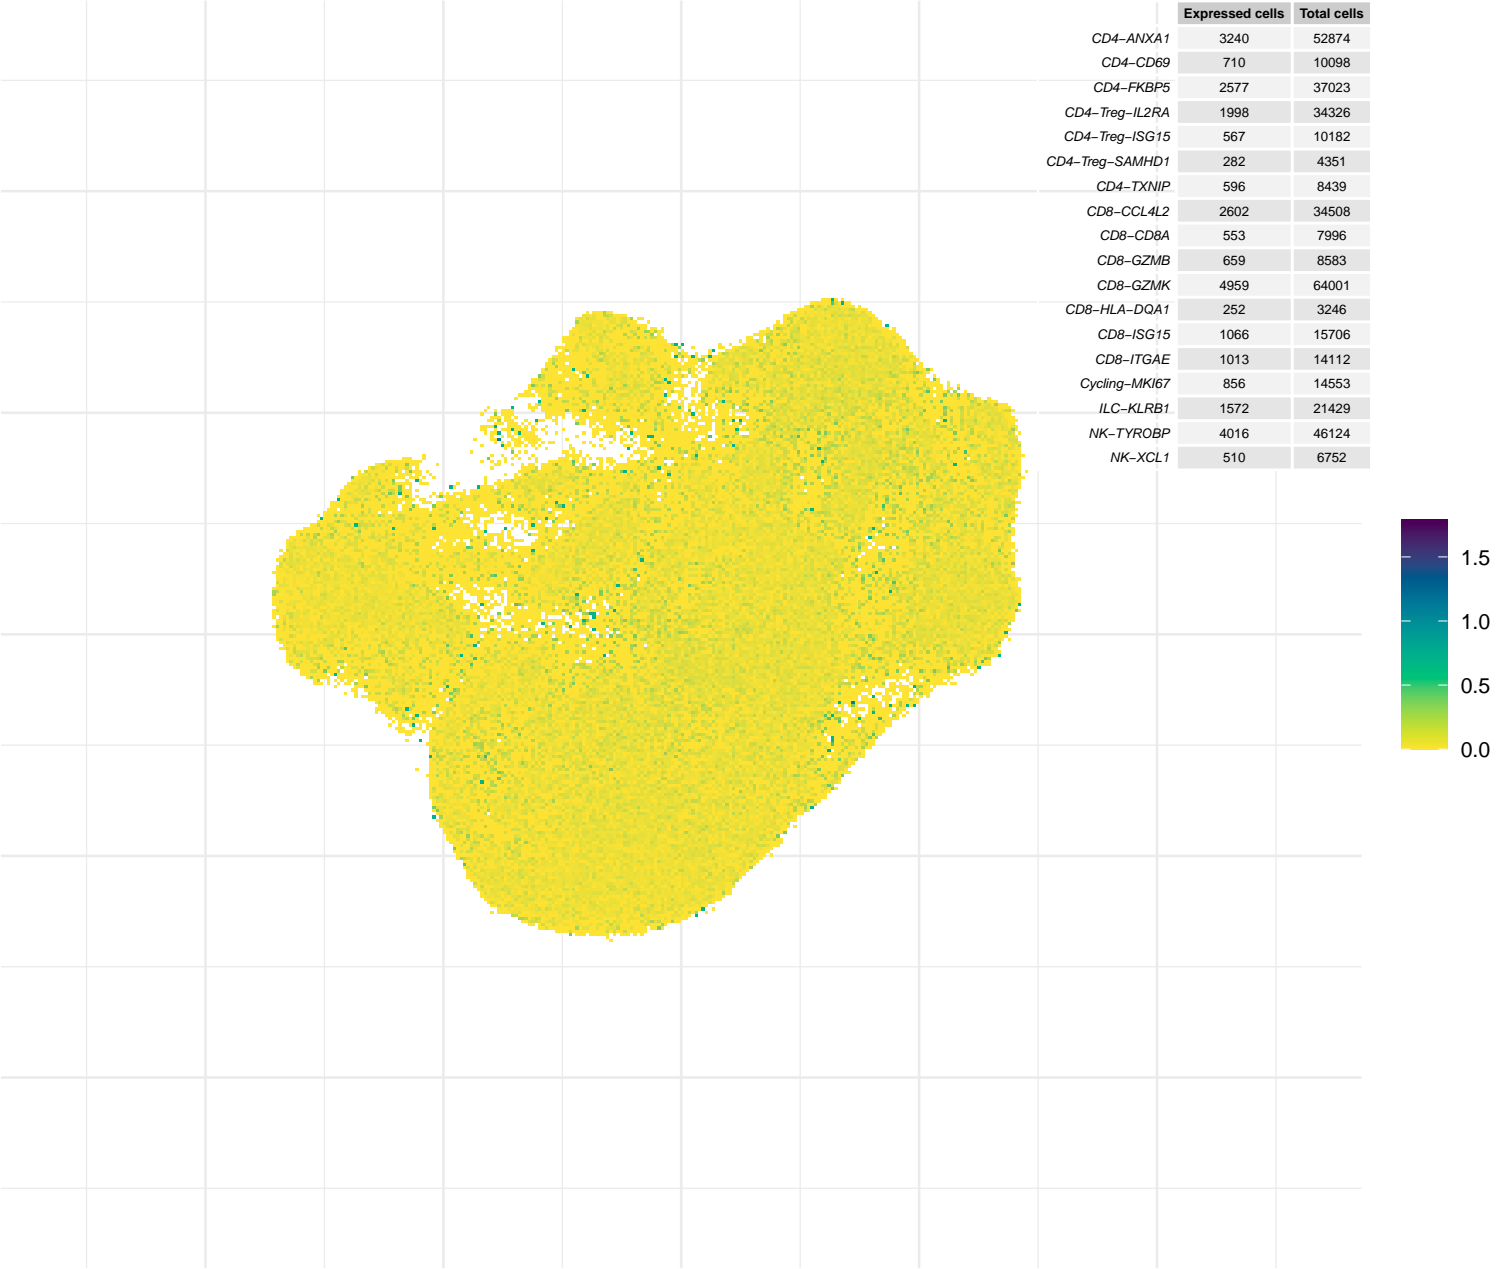 Expressed cells Total cells
CD4−ANXA1 3240 52874
CD4−CD69 710 10098
CD4−FKBP5 2577 37023
CD4−Treg−IL2RA 1998 34326
CD4−Treg−ISG15 567 10182
CD4−Treg−SAMHD1 282 4351
CD4−TXNIP 596 8439
CD8−CCL4L2 2602 34508
CD8−CD8A 553 7996
CD8−GZMB 659 8583
CD8−GZMK 4959 64001
CD8−HLA−DQA1 252 3246
CD8−ISG15 1066 15706
CD8−ITGAE 1013 14112
Cycling−MKI67 856 14553
ILC−KLRB1 1572 21429
NK−TYROBP 4016 46124
NK−XCL1 510 6752
1.5
1.0
0.5
0.0